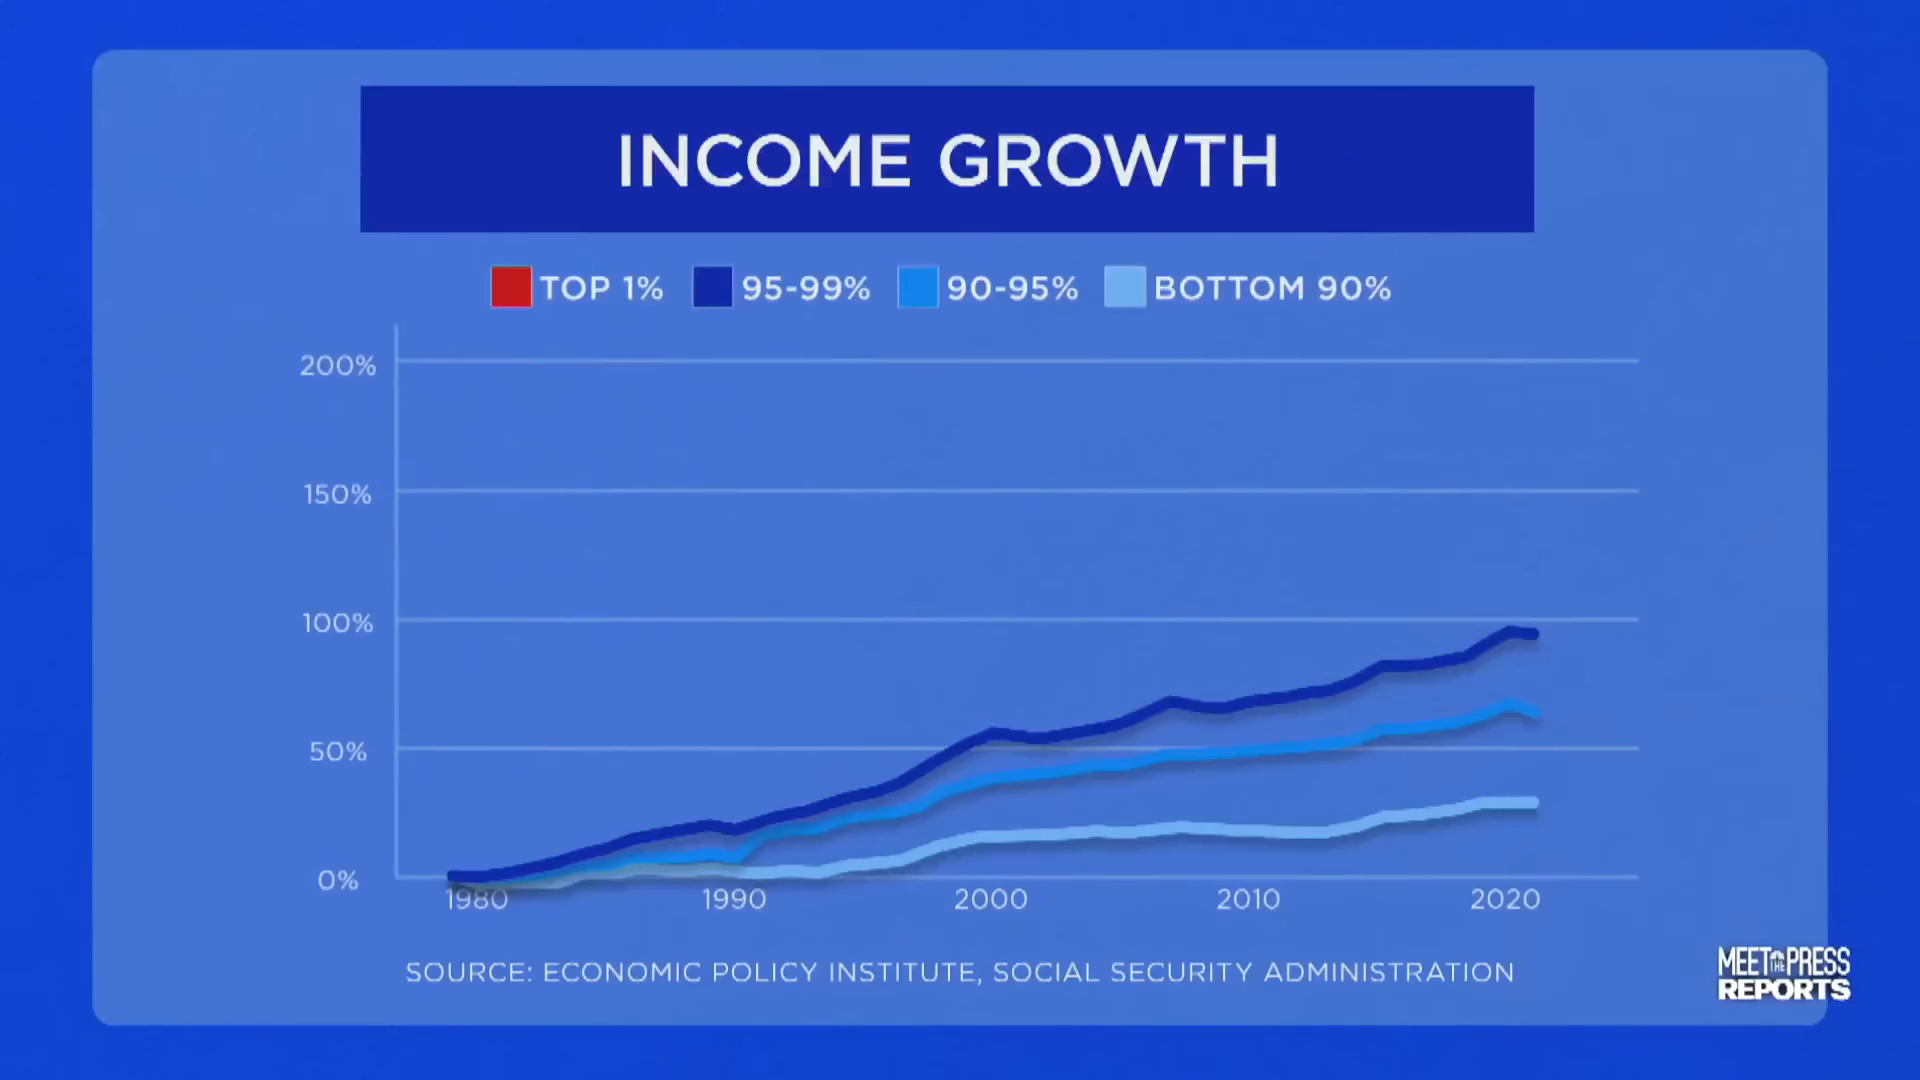 INCOME GROWTH
TOP 1% 95-99% 90-95% BOTTOM 90%
200%
150%
100%
50%
0%
1980 1990 2000 2010 2020
SOURCE: ECONOMIC POLICY INSTITUTE, SOCIAL SECURITY ADMINISTRATION
MEET THE PRESS
REPORTS